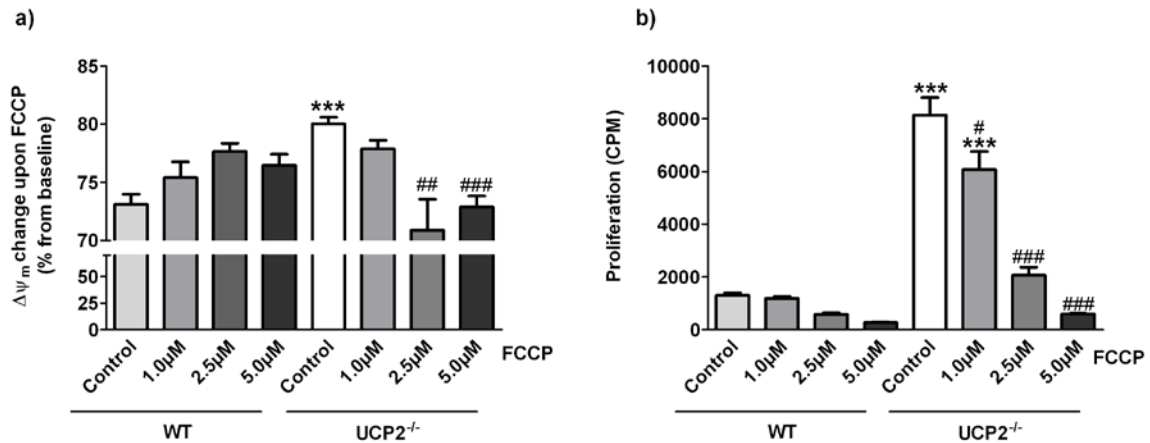 a)
Δψm change upon FCCP
(% from baseline)
85
80
75
70
50
25
0
***
##
###
Control
1.0µM
2.5µM
5.0µM
Control
1.0µM
2.5µM
5.0µM
FCCP
WT
UCP2-/-
b)
Proliferation (CPM)
10000
8000
6000
4000
2000
0
***
#
***
###
###
Control
1.0µM
2.5µM
5.0µM
Control
1.0µM
2.5µM
5.0µM
FCCP
WT
UCP2-/-